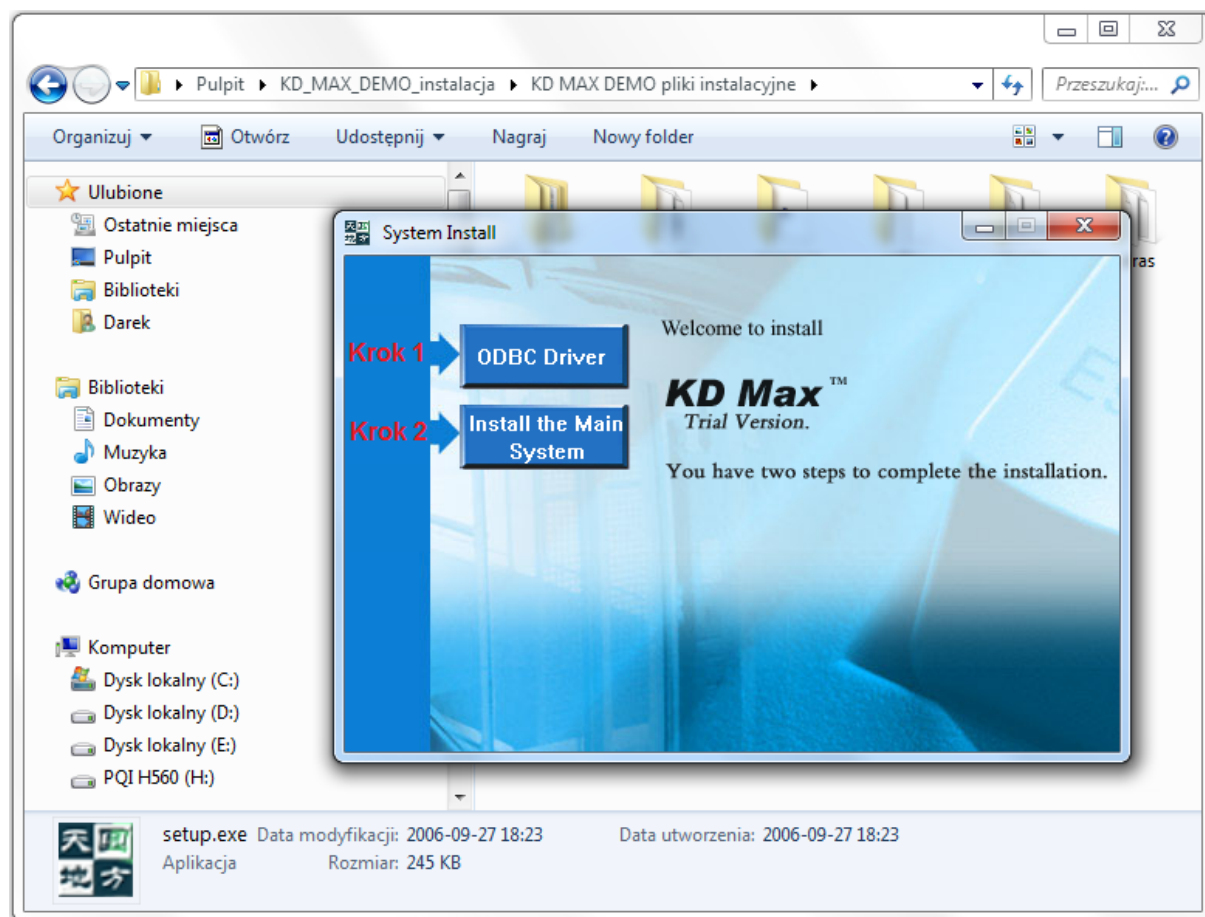 Pulpit KD_MAX_DEMO_instalacja KD MAX DEMO pliki instalacyjne
Przeszukaj:...
Organizuj Otwórz Udostępnij Nagraj Nowy folder
Ulubione
Ostatnie miejsca
Pulpit
Biblioteki
Darek
Biblioteki
Dokumenty
Muzyka
Obrazy
Wideo
Grupa domowa
Komputer
Dysk lokalny (C:)
Dysk lokalny (D:)
Dysk lokalny (E:)
PQI H560 (H:)
ras
System Install
Krok 1
ODBC Driver
Krok 2
Install the Main
System
Welcome to install
KD Max™
Trial Version.
You have two steps to complete the installation.
天圆
地方
setup.exe Data modyfikacji: 2006-09-27 18:23 Data utworzenia: 2006-09-27 18:23
Aplikacja Rozmiar: 245 KB